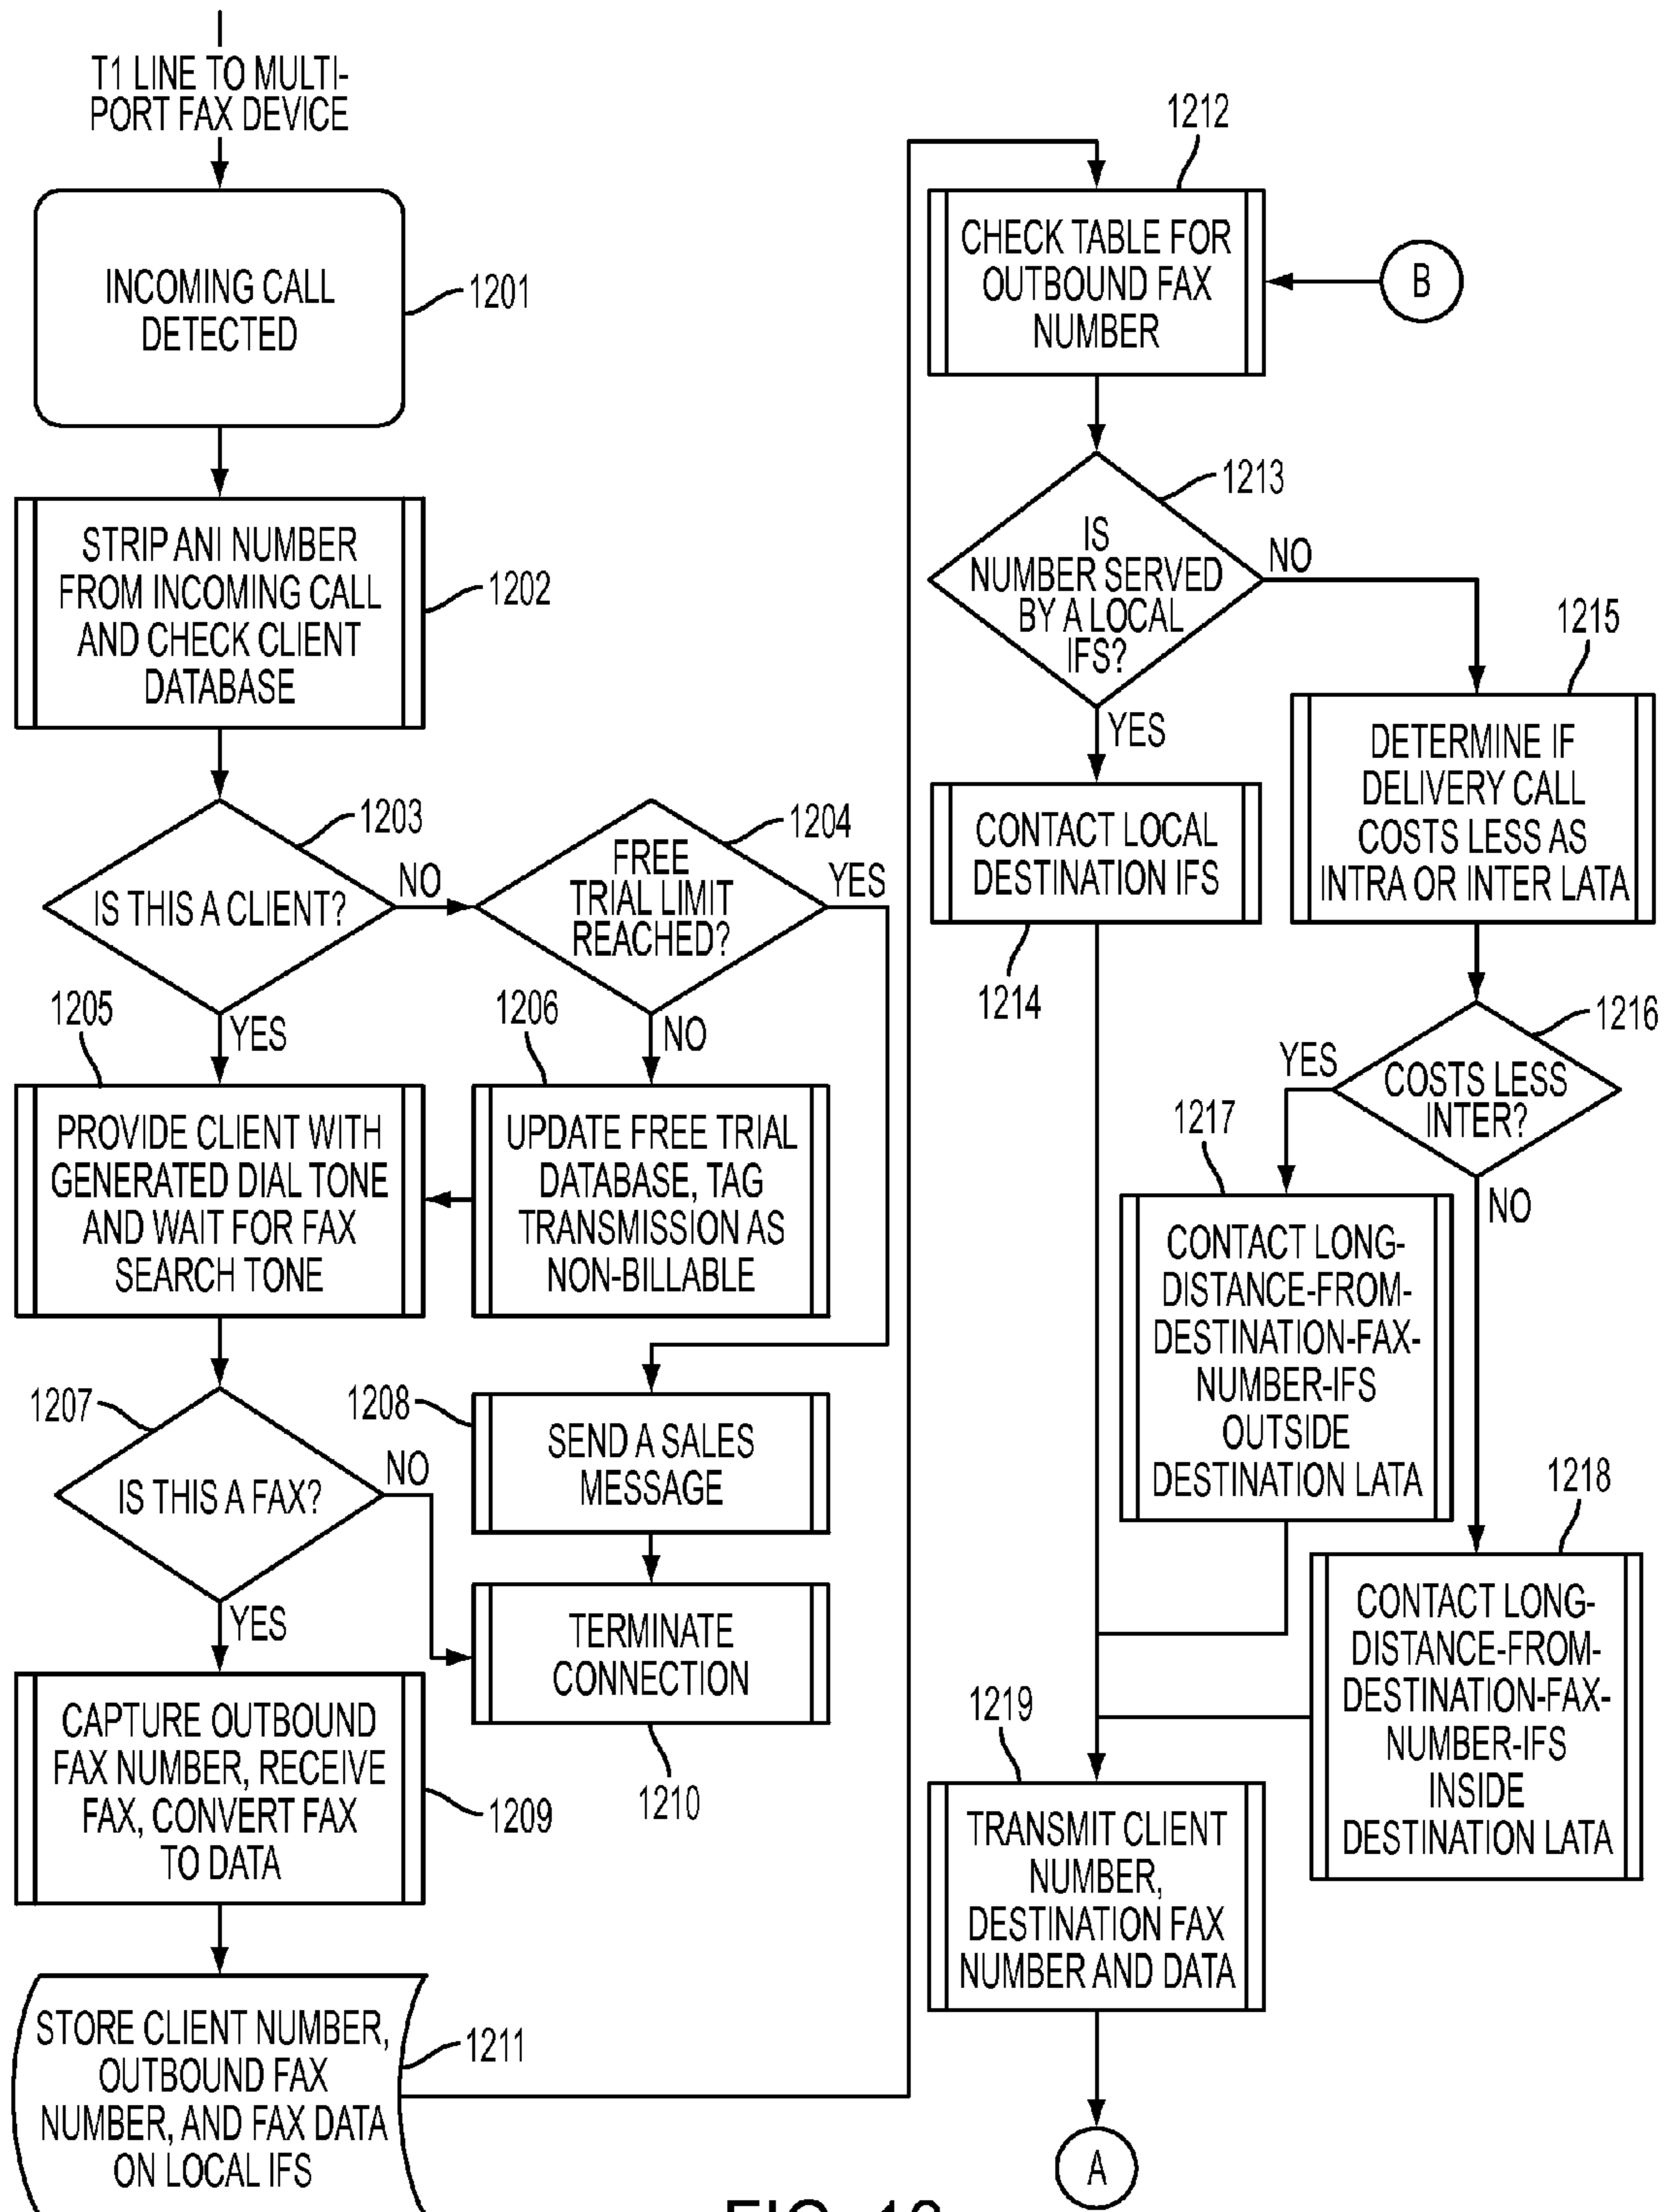 T1 LINE TO MULTI-
PORT FAX DEVICE
INCOMING CALL
DETECTED
1201
STRIP ANI NUMBER
FROM INCOMING CALL
AND CHECK CLIENT
DATABASE
1202
IS THIS A CLIENT?
1203
NO
YES
FREE
TRIAL LIMIT
REACHED?
1204
YES
NO
1205
PROVIDE CLIENT WITH
GENERATED DIAL TONE
AND WAIT FOR FAX
SEARCH TONE
1206
UPDATE FREE TRIAL
DATABASE, TAG
TRANSMISSION AS
NON-BILLABLE
1207
IS THIS A FAX?
NO
YES
1208
SEND A SALES
MESSAGE
TERMINATE
CONNECTION
1210
CAPTURE OUTBOUND
FAX NUMBER, RECEIVE
FAX, CONVERT FAX
TO DATA
1209
STORE CLIENT NUMBER,
OUTBOUND FAX
NUMBER, AND FAX DATA
ON LOCAL IFS
1211
1212
CHECK TABLE FOR
OUTBOUND FAX
NUMBER
B
1213
IS
NUMBER SERVED
BY A LOCAL
IFS?
NO
YES
CONTACT LOCAL
DESTINATION IFS
1214
1215
DETERMINE IF
DELIVERY CALL
COSTS LESS AS
INTRA OR INTER LATA
1216
COSTS LESS
INTER?
YES
NO
1217
CONTACT LONG-
DISTANCE-FROM-
DESTINATION-FAX-
NUMBER-IFS
OUTSIDE
DESTINATION LATA
1218
CONTACT LONG-
DISTANCE-FROM-
DESTINATION-FAX-
NUMBER-IFS
INSIDE
DESTINATION LATA
1219
TRANSMIT CLIENT
NUMBER,
DESTINATION FAX
NUMBER AND DATA
A